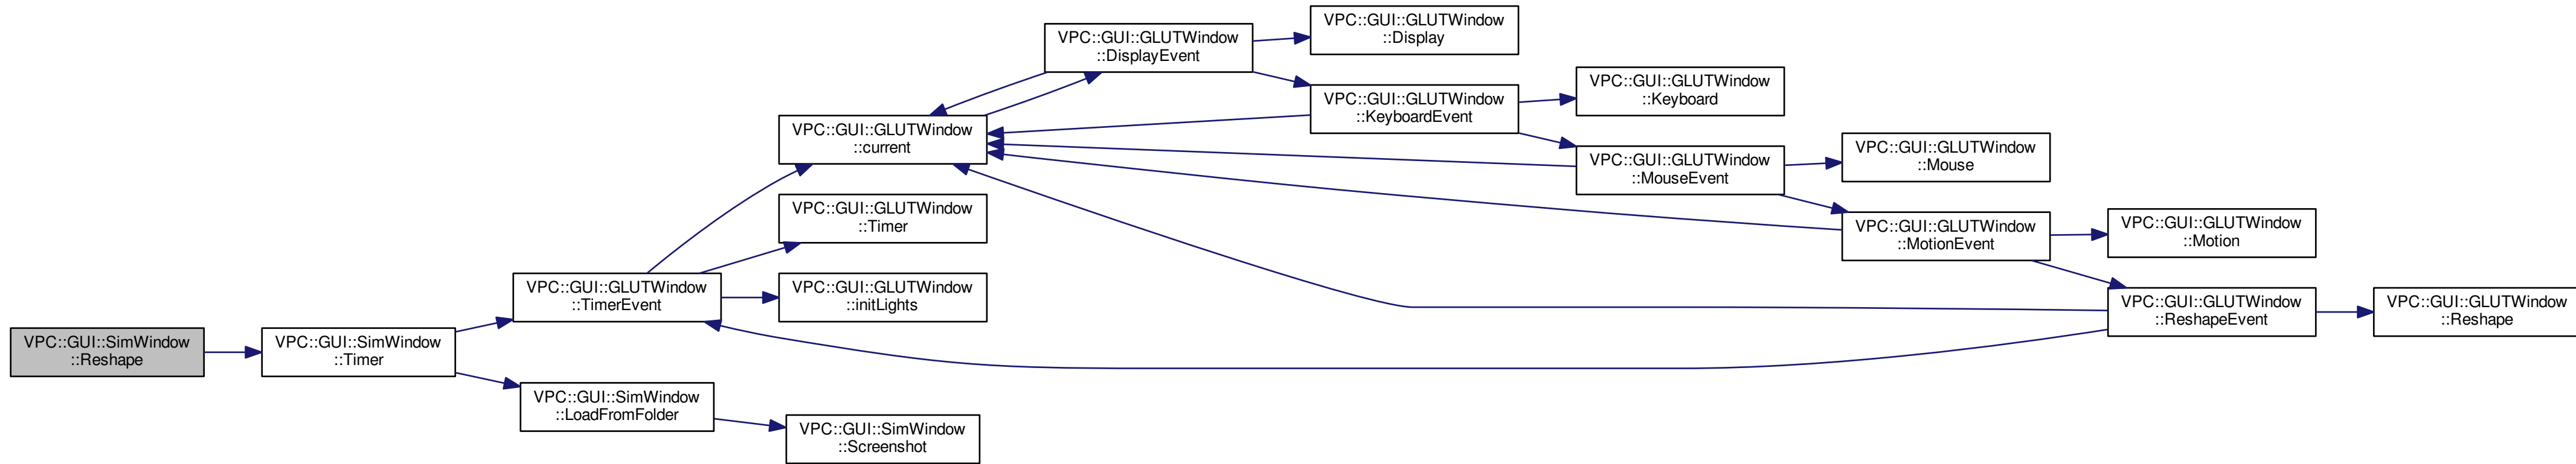 VPC::GUI::SimWindow
::Reshape
VPC::GUI::SimWindow
::Timer
VPC::GUI::GLUTWindow
::TimerEvent
VPC::GUI::SimWindow
::LoadFromFolder
VPC::GUI::GLUTWindow
::current
VPC::GUI::GLUTWindow
::Timer
VPC::GUI::GLUTWindow
::initLights
VPC::GUI::SimWindow
::Screenshot
VPC::GUI::GLUTWindow
::DisplayEvent
VPC::GUI::GLUTWindow
::Display
VPC::GUI::GLUTWindow
::KeyboardEvent
VPC::GUI::GLUTWindow
::Keyboard
VPC::GUI::GLUTWindow
::MouseEvent
VPC::GUI::GLUTWindow
::Mouse
VPC::GUI::GLUTWindow
::MotionEvent
VPC::GUI::GLUTWindow
::Motion
VPC::GUI::GLUTWindow
::ReshapeEvent
VPC::GUI::GLUTWindow
::Reshape